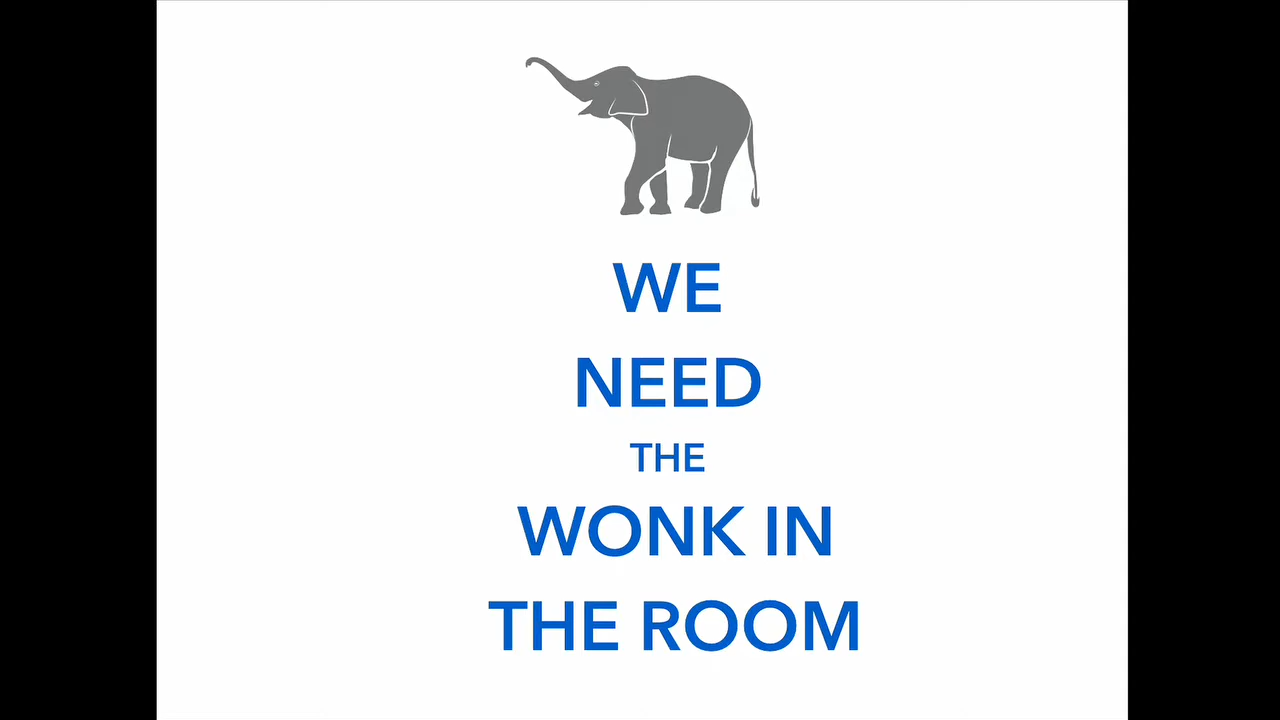 WE
NEED
THE
WONK IN
THE ROOM